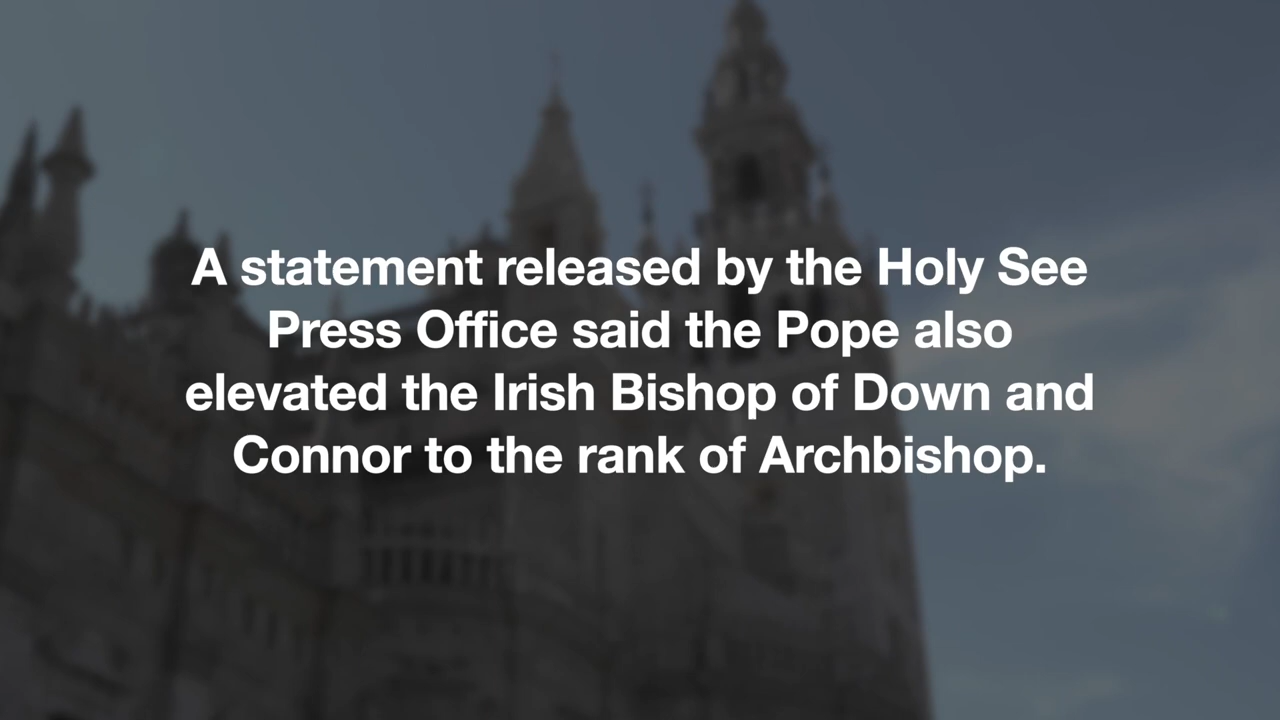 A statement released by the Holy See
Press Office said the Pope also
elevated the Irish Bishop of Down and
Connor to the rank of Archbishop.